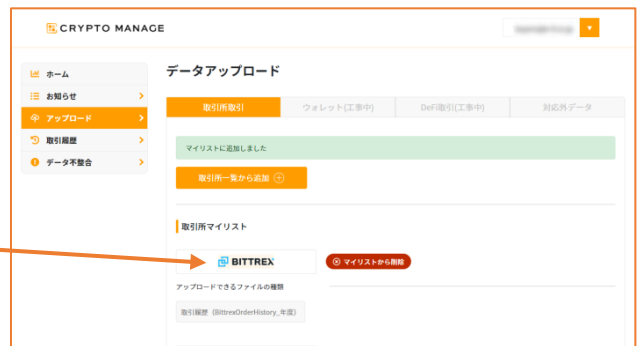 CRYPTO MANAGE
ホーム
お知らせ
アップロード
取引履歴
データ不整合
データアップロード
取引所取引
ウォレット(工事中)
DeFi取引(工事中)
対応外データ
マイリストに追加しました
取引所一覧から追加
取引所マイリスト
BITTREX
マイリストから削除
アップロードできるファイルの種類
取引履歴（BittrexOrderHistory_年度）